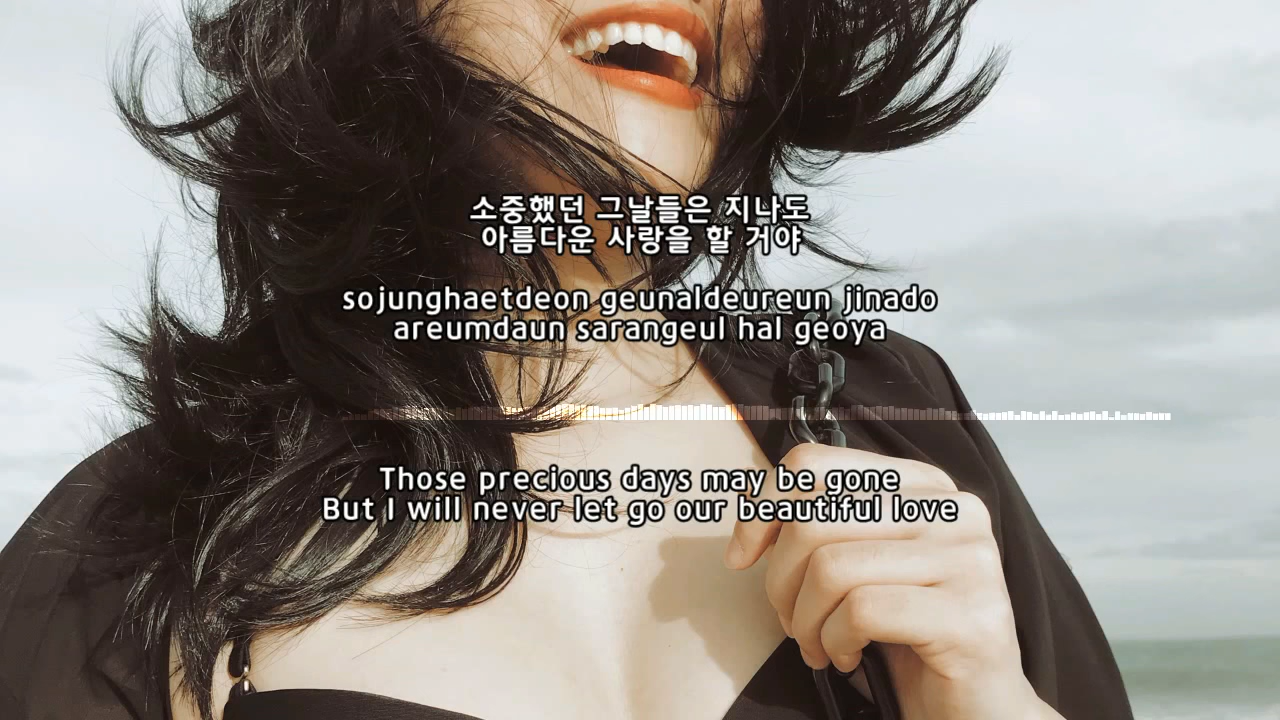 소중했던 그날들은 지나도
아름다운 사랑을 할 거야
sojunghaetdeon geunaldeureun jinado
areumdaun sarangeul hal geoya
Those precious days may be gone
But I will never let go our beautiful love